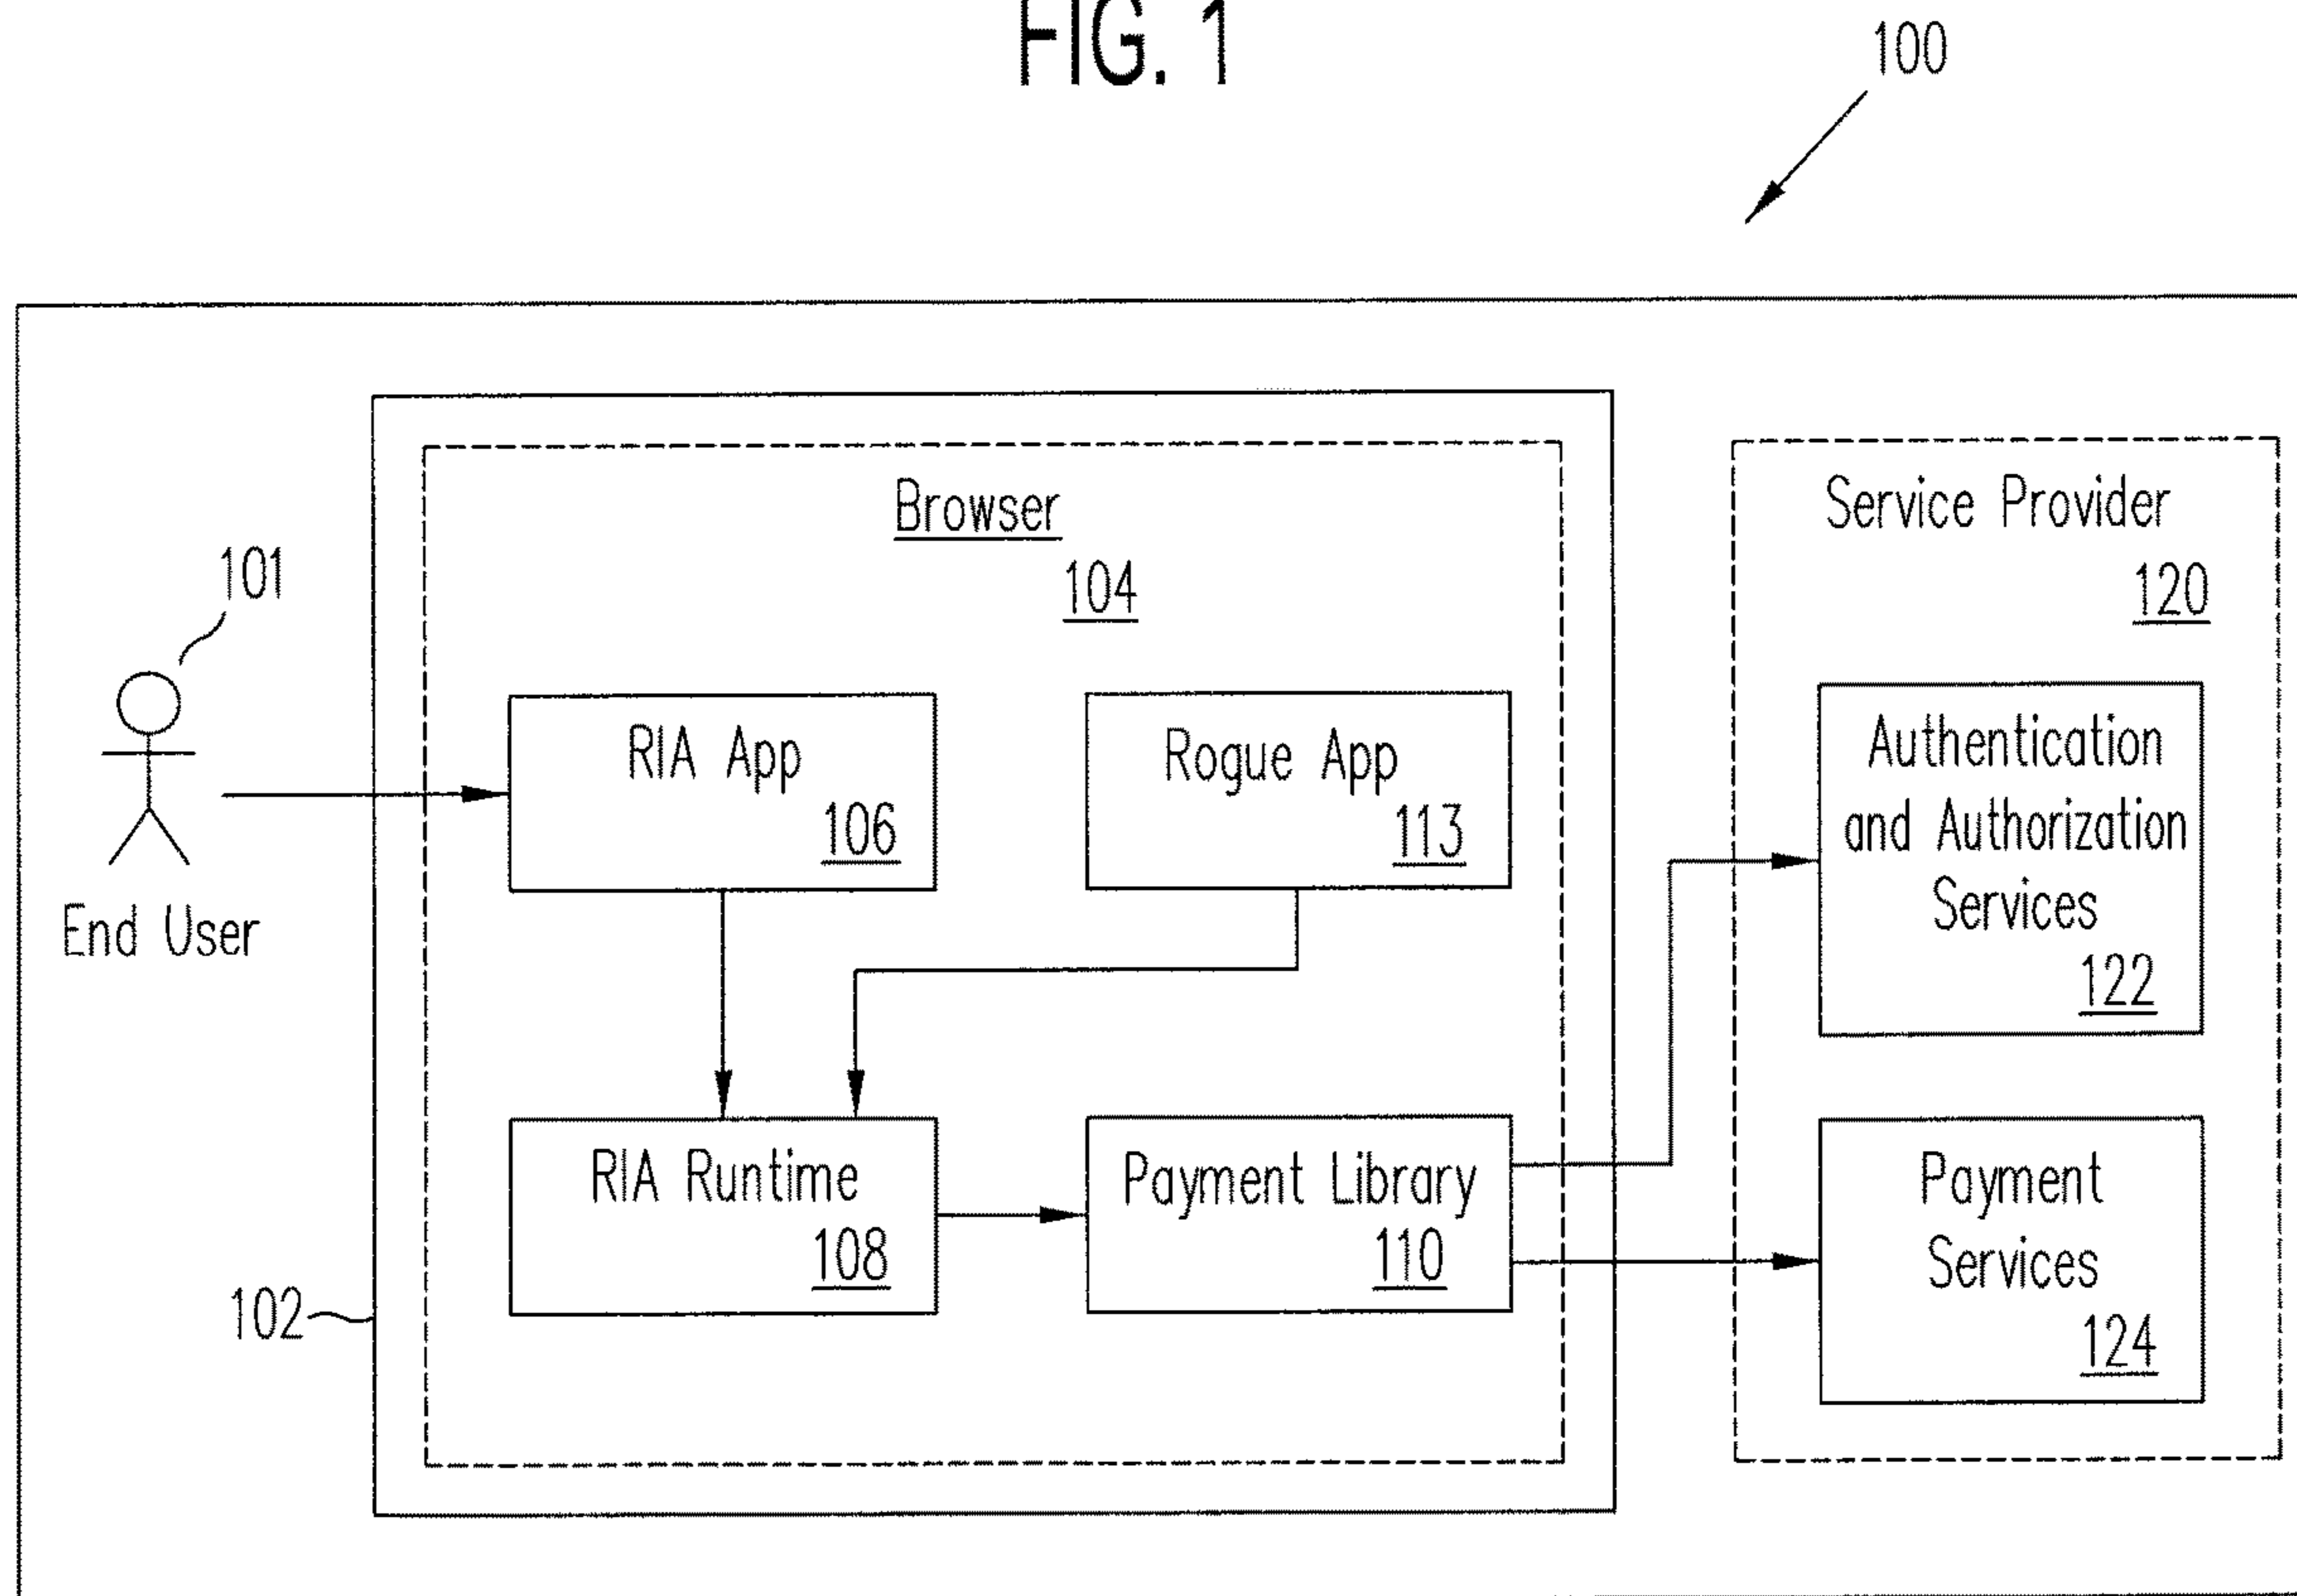 FIG. 1
100
Browser
104
Service Provider
120
101
End User
RIA App
106
Rogue App
113
Authentication
and Authorization
Services
122
RIA Runtime
108
Payment Library
110
Payment
Services
124
102